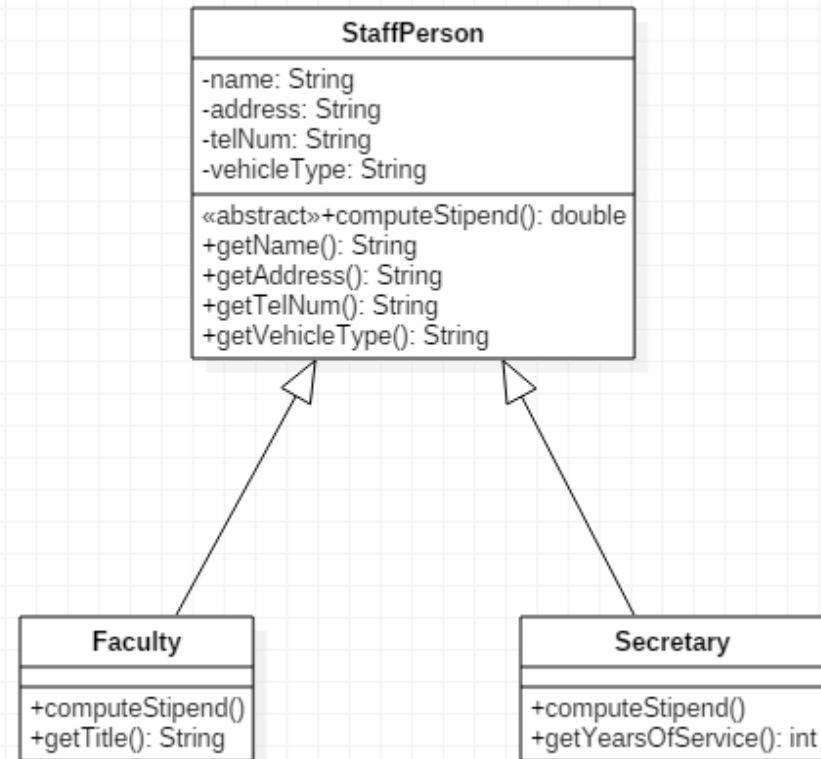 StaffPerson
-name: String
-address: String
-telNum: String
-vehicleType: String
«abstract»+computeStipend(): double
+getName(): String
+getAddress(): String
+getTelNum(): String
+getVehicleType(): String
Faculty
+computeStipend()
+getTitle(): String
Secretary
+computeStipend()
+getYearsOfService(): int